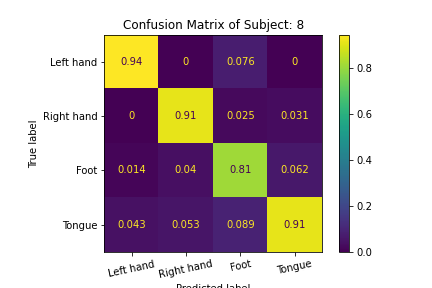 Confusion Matrix of Subject: 8
Left hand 0.94 0 0.076 0
Right hand 0 0.91 0.025 0.031
Foot 0.014 0.04 0.81 0.062
Tongue 0.043 0.053 0.089 0.91
Left hand Right hand Foot Tongue
Predicted label
True label
0.8
0.6
0.4
0.2
0.0